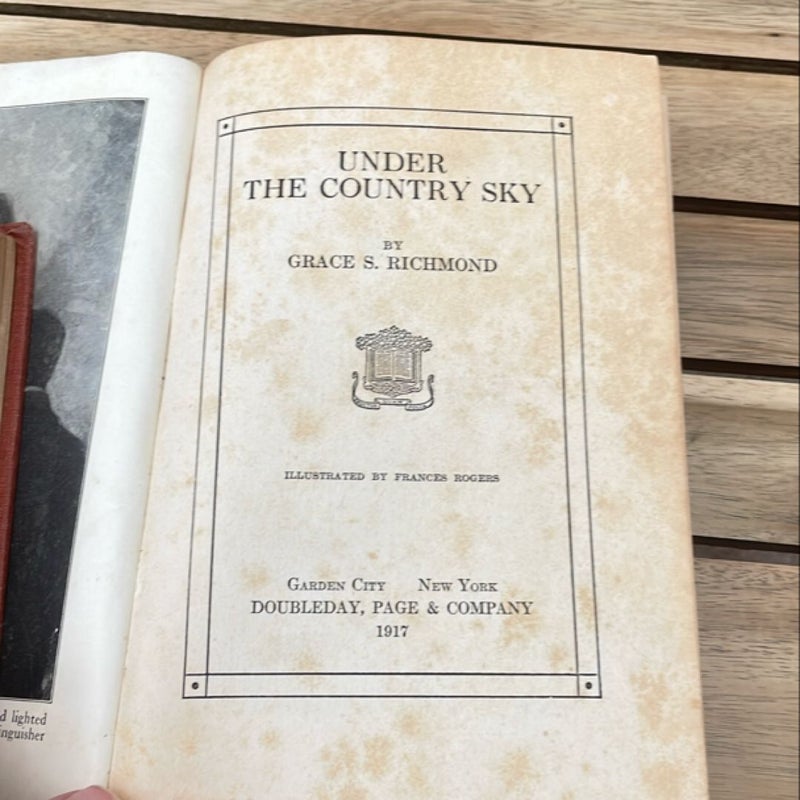 UNDER
THE COUNTRY SKY
BY
GRACE S. RICHMOND
ILLUSTRATED BY FRANCES ROGERS
GARDEN CITY NEW YORK
DOUBLEDAY, PAGE & COMPANY
1917
lighted